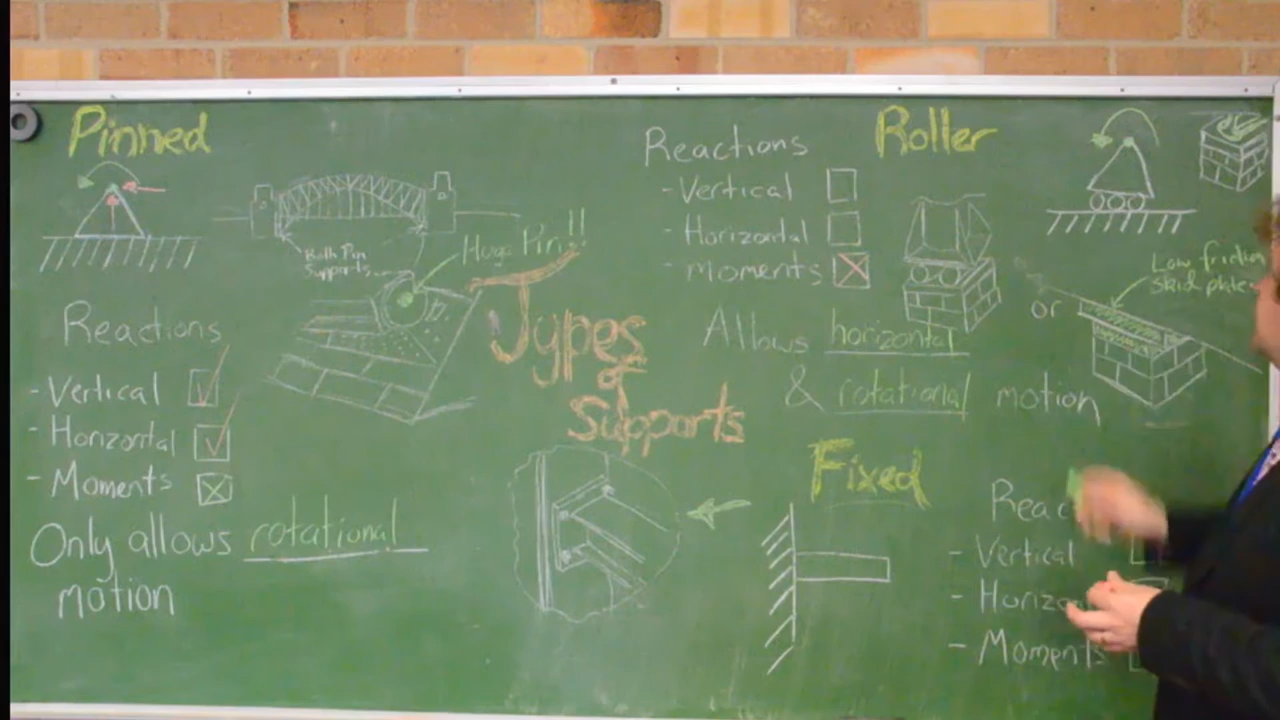 Pinned
Both Pin
Supports
Huge Pin!!
Reactions
- Vertical
- Horizontal
- Moments
Only allows rotational
motion
Types
of
Supports
Reactions
- Vertical
- Horizontal
- Moments
Roller
Allows horizontal
& rotational motion
or
Low friction
skid plate
Fixed
Reac
- Vertical
- Horizo
- Moments